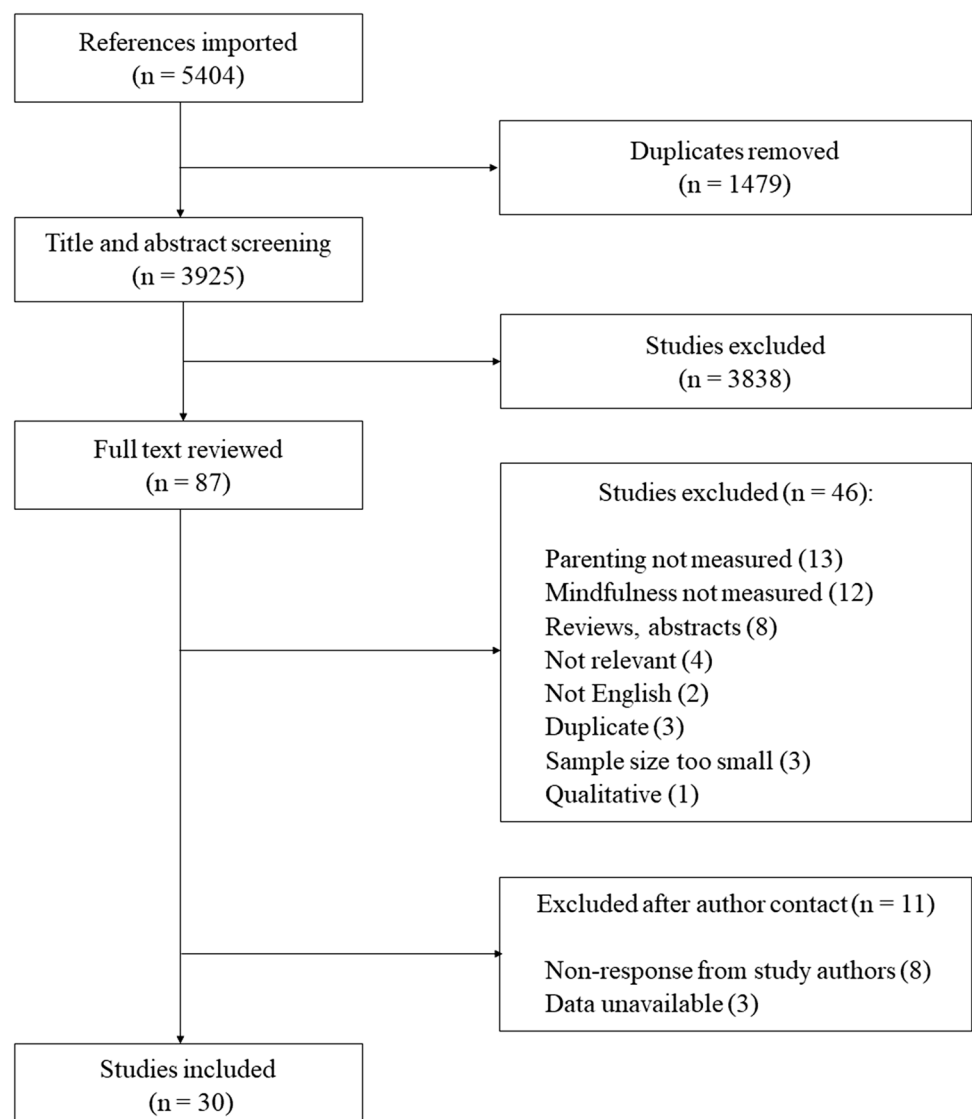 References imported
(n = 5404)
Duplicates removed
(n = 1479)
Title and abstract screening
(n = 3925)
Studies excluded
(n = 3838)
Full text reviewed
(n = 87)
Studies excluded (n = 46):
Parenting not measured (13)
Mindfulness not measured (12)
Reviews, abstracts (8)
Not relevant (4)
Not English (2)
Duplicate (3)
Sample size too small (3)
Qualitative (1)
Excluded after author contact (n = 11)
Non-response from study authors (8)
Data unavailable (3)
Studies included
(n = 30)